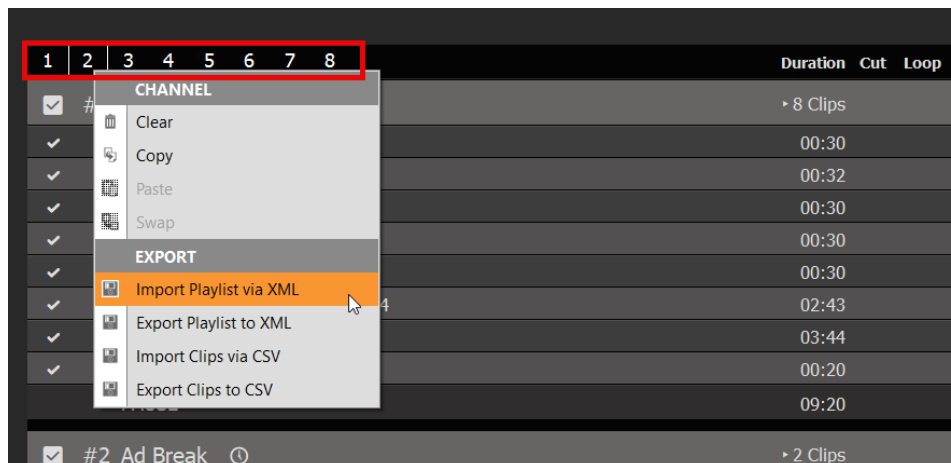 1 2 3 4 5 6 7 8 Duration Cut Loop
# CHANNEL 8 Clips
Clear
00:30
Copy
00:32
Paste
00:30
Swap
00:30
EXPORT
00:30
Import Playlist via XML
4 02:43
Export Playlist to XML
03:44
Import Clips via CSV
00:20
Export Clips to CSV
09:20
#2 Ad Break 2 Clips